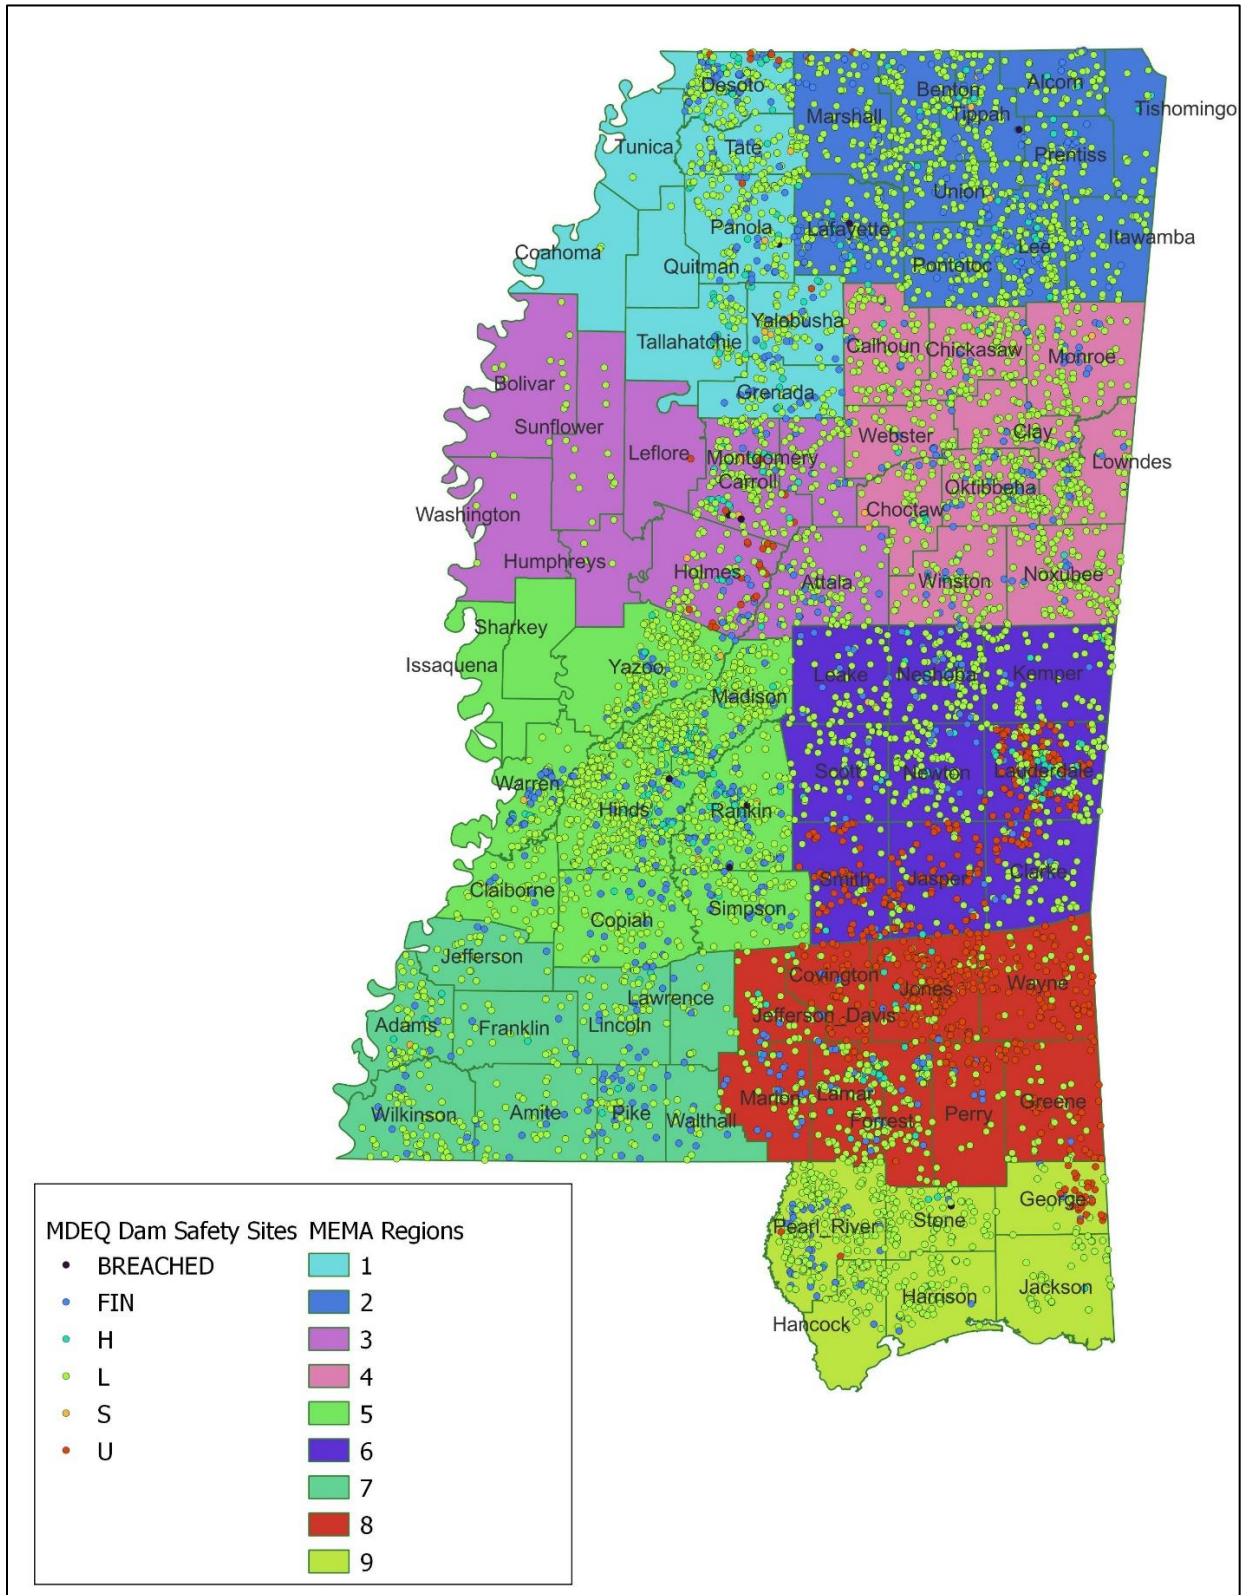 Desoto
Benton
Alcorn
Tippah
Tishomingo
Marshall
Tunica
Tate
Prentiss
Union
Panola
Lafayette
Lee
Itawamba
Coahoma
Quitman
Pontotoc
Yalobusha
Tallahatchie
Calhoun
Chickasaw
Monroe
Bolivar
Grenada
Sunflower
Webster
Clay
Leflore
Montgomery
Lowndes
Carroll
Oktibbeha
Washington
Choctaw
Humphreys
Holmes
Attala
Winston
Noxubee
Sharkey
Issaquena
Yazoo
Madison
Leake
Neshoba
Kemper
Warren
Scott
Newton
Lauderdale
Hinds
Rankin
Claiborne
Smith
Jasper
Clarke
Copiah
Simpson
Jefferson
Covington
Jones
Wayne
Lawrence
Adams
Franklin
Lincoln
Jefferson_Davis
Wilkinson
Amite
Pike
Walthall
Marion
Lamar
Forrest
Perry
Greene
George
Pearl_River
Stone
Harrison
Jackson
Hancock
MDEQ Dam Safety Sites MEMA Regions
BREACHED 1
FIN 2
H 3
L 4
S 5
U 6
7
8
9